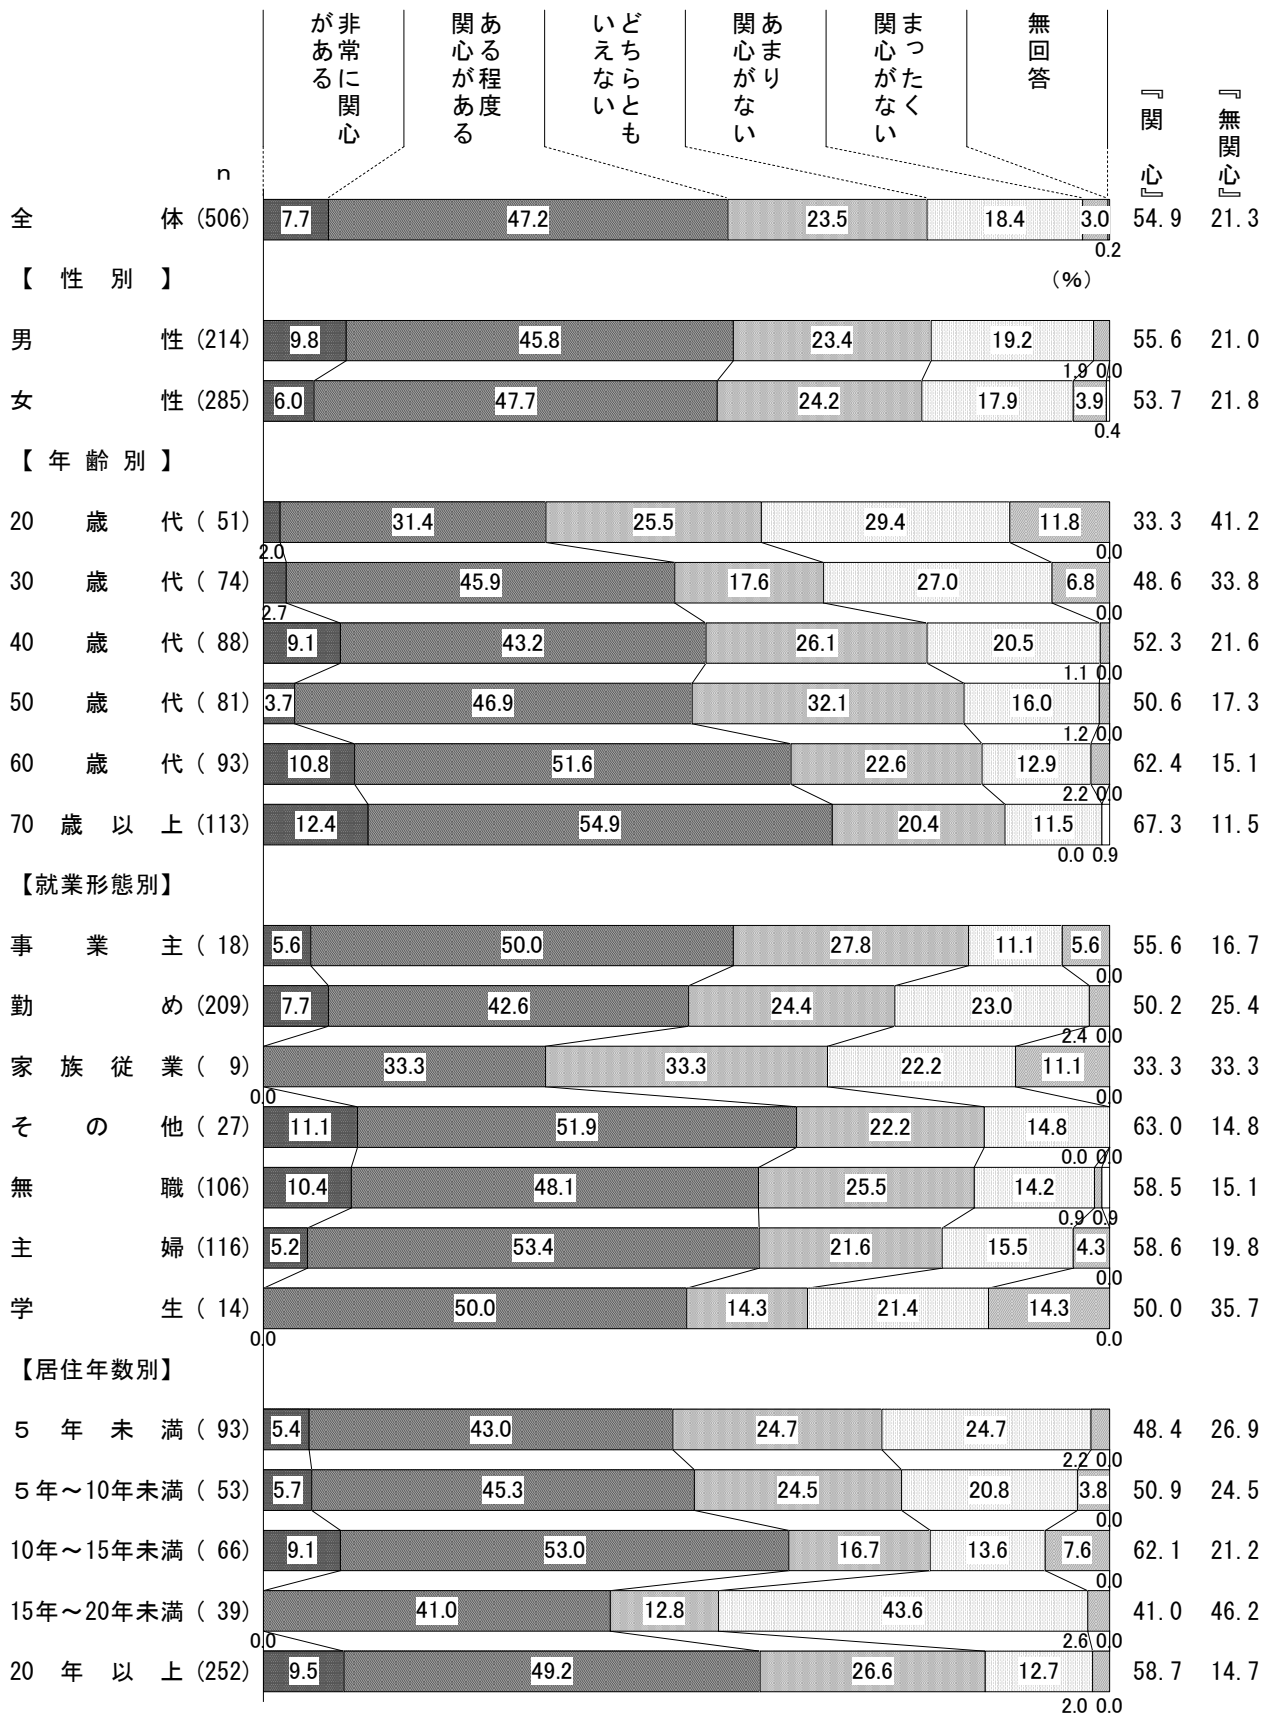 非常に関心がある
ある程度関心がある
どちらともいえない
あまり関心がない
まったく関心がない
無回答
『関心』
『無関心』
n
全体 (506) 7.7 47.2 23.5 18.4 3.0 54.9 21.3
0.2
【性別】 (%)
男性 (214) 9.8 45.8 23.4 19.2 55.6 21.0
1.9 0.0
女性 (285) 6.0 47.7 24.2 17.9 3.9 53.7 21.8
0.4
【年齢別】
20歳代 ( 51) 31.4 25.5 29.4 11.8 33.3 41.2
2.0 0.0
30歳代 ( 74) 45.9 17.6 27.0 6.8 48.6 33.8
2.7 0.0
40歳代 ( 88) 9.1 43.2 26.1 20.5 52.3 21.6
1.1 0.0
50歳代 ( 81) 3.7 46.9 32.1 16.0 50.6 17.3
1.2 0.0
60歳代 ( 93) 10.8 51.6 22.6 12.9 62.4 15.1
2.2 0.0
70歳以上 (113) 12.4 54.9 20.4 11.5 67.3 11.5
0.0 0.9
【就業形態別】
事業主 ( 18) 5.6 50.0 27.8 11.1 5.6 55.6 16.7
0.0
勤め (209) 7.7 42.6 24.4 23.0 50.2 25.4
2.4 0.0
家族従業 ( 9) 33.3 33.3 22.2 11.1 33.3 33.3
0.0 0.0
その他 ( 27) 11.1 51.9 22.2 14.8 63.0 14.8
0.0 0.0
無職 (106) 10.4 48.1 25.5 14.2 58.5 15.1
0.9 0.9
主婦 (116) 5.2 53.4 21.6 15.5 4.3 58.6 19.8
0.0
学生 ( 14) 50.0 14.3 21.4 14.3 50.0 35.7
0.0 0.0
【居住年数別】
5年未満 ( 93) 5.4 43.0 24.7 24.7 48.4 26.9
2.2 0.0
5年～10年未満 ( 53) 5.7 45.3 24.5 20.8 3.8 50.9 24.5
0.0
10年～15年未満 ( 66) 9.1 53.0 16.7 13.6 7.6 62.1 21.2
0.0
15年～20年未満 ( 39) 41.0 12.8 43.6 41.0 46.2
0.0 2.6 0.0
20年以上 (252) 9.5 49.2 26.6 12.7 58.7 14.7
2.0 0.0